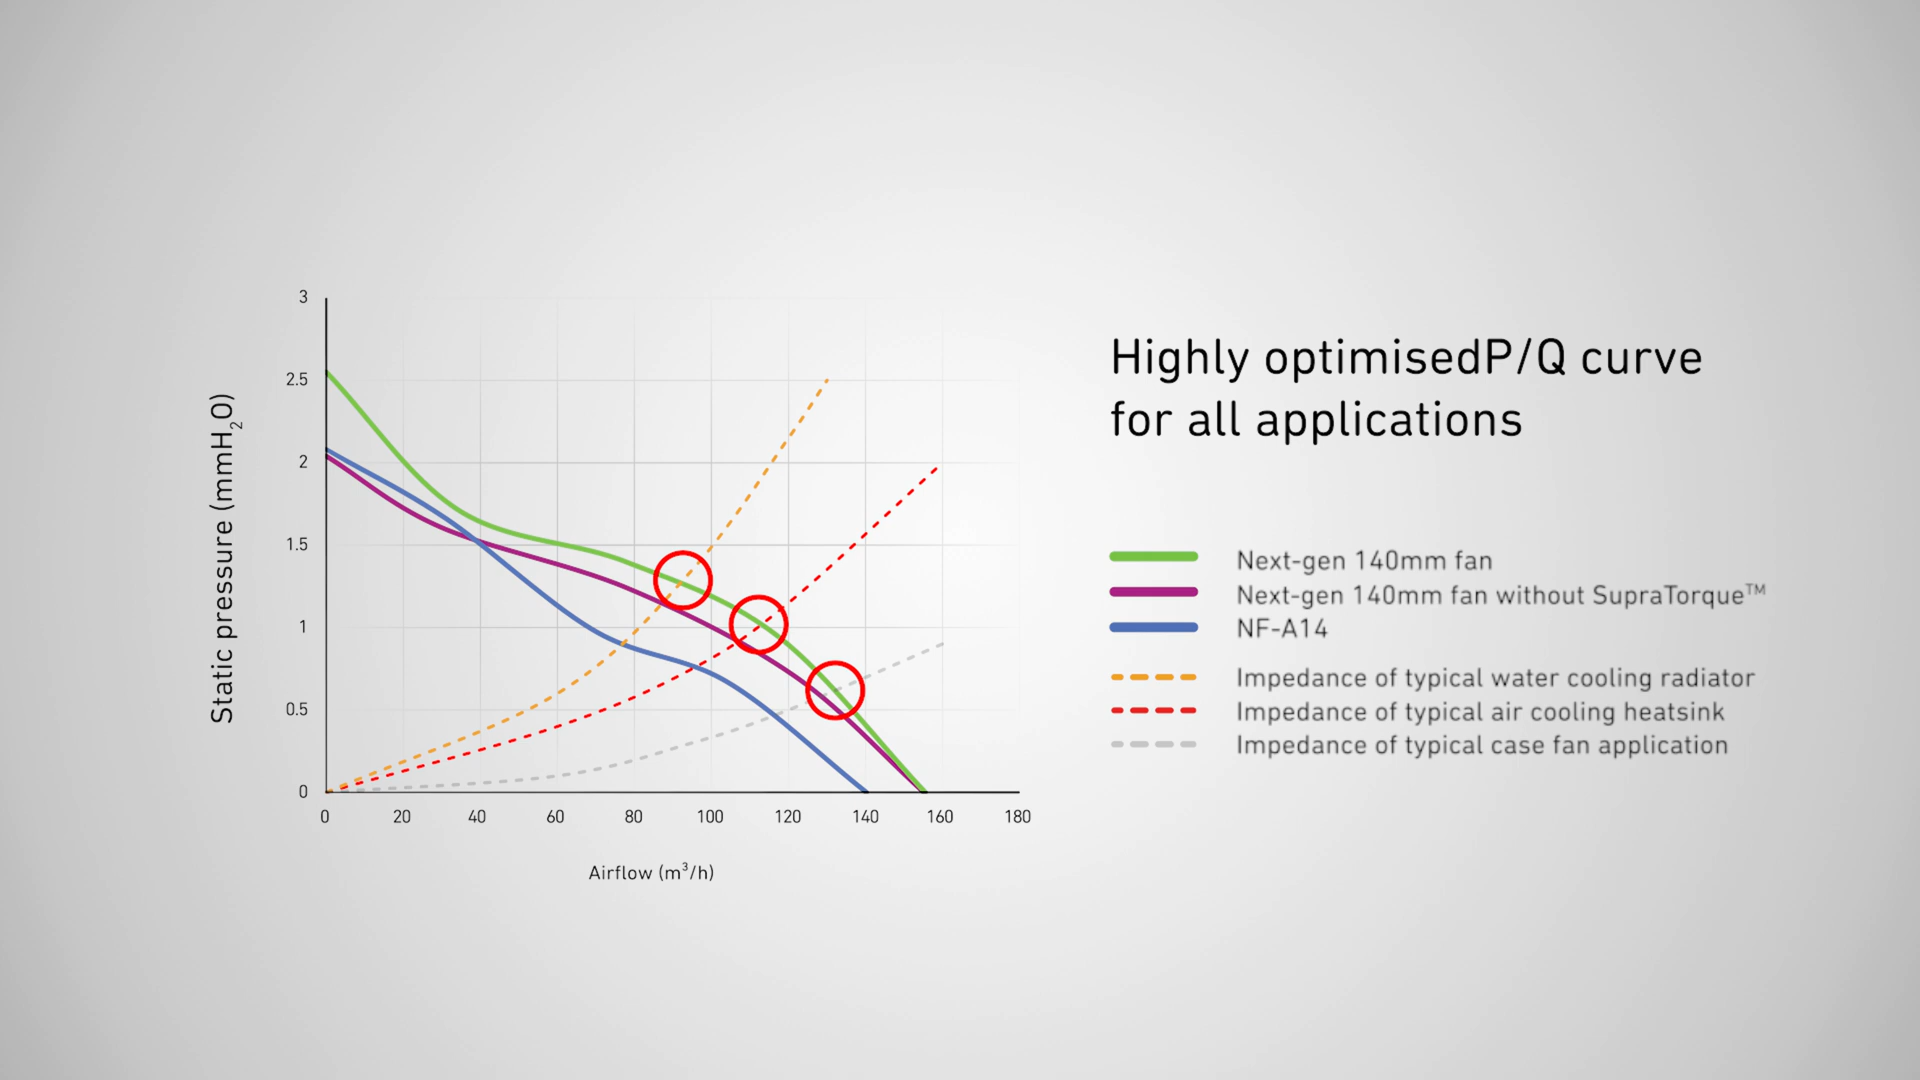 Highly optimisedP/Q curve
for all applications
Static pressure (mmH₂O)
3
2.5
2
1.5
1
0.5
0
0 20 40 60 80 100 120 140 160 180
Airflow (m³/h)
Next-gen 140mm fan
Next-gen 140mm fan without SupraTorque™
NF-A14
Impedance of typical water cooling radiator
Impedance of typical air cooling heatsink
Impedance of typical case fan application